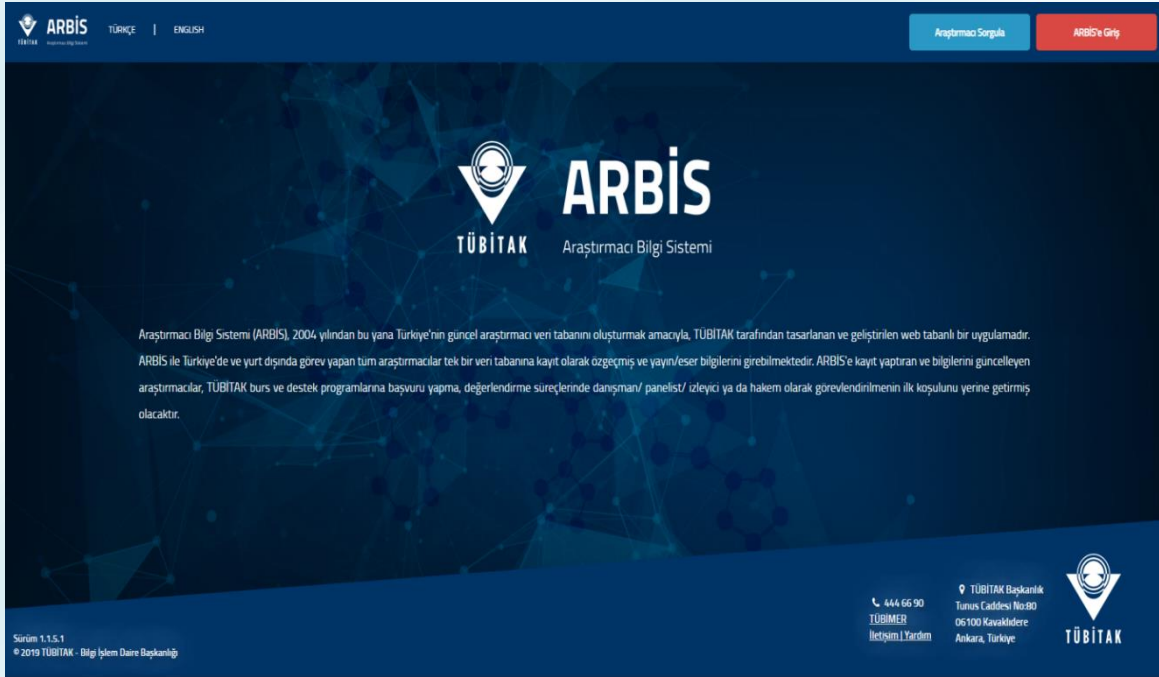 ARBİS
TÜBİTAK
Araştırmacı Bilgi Sistemi
TÜRKÇE | ENGLISH
Araştırmacı Sorgula
ARBİS'e Giriş
TÜBİTAK
ARBİS
Araştırmacı Bilgi Sistemi
Araştırmacı Bilgi Sistemi (ARBİS), 2004 yılından bu yana Türkiye'nin güncel araştırmacı veri tabanını oluşturmak amacıyla, TÜBİTAK tarafından tasarlanan ve geliştirilen web tabanlı bir uygulamadır.
ARBİS ile Türkiye'de ve yurt dışında görev yapan tüm araştırmacılar tek bir veri tabanına kayıt olarak özgeçmiş ve yayın/eser bilgilerini girebilmektedir. ARBİS'e kayıt yaptıran ve bilgilerini güncelleyen
araştırmacılar, TÜBİTAK burs ve destek programlarına başvuru yapma, değerlendirme süreçlerinde danışman/ panelist/ izleyici ya da hakem olarak görevlendirilmenin ilk koşulunu yerine getirmiş
olacaktır.
444 66 90
TÜBİMER
İletişim | Yardım
TÜBİTAK Başkanlık
Tunus Caddesi No:80
06100 Kavaklıdere
Ankara, Türkiye
TÜBİTAK
Sürüm 1.1.5.1
© 2019 TÜBİTAK - Bilgi İşlem Daire Başkanlığı